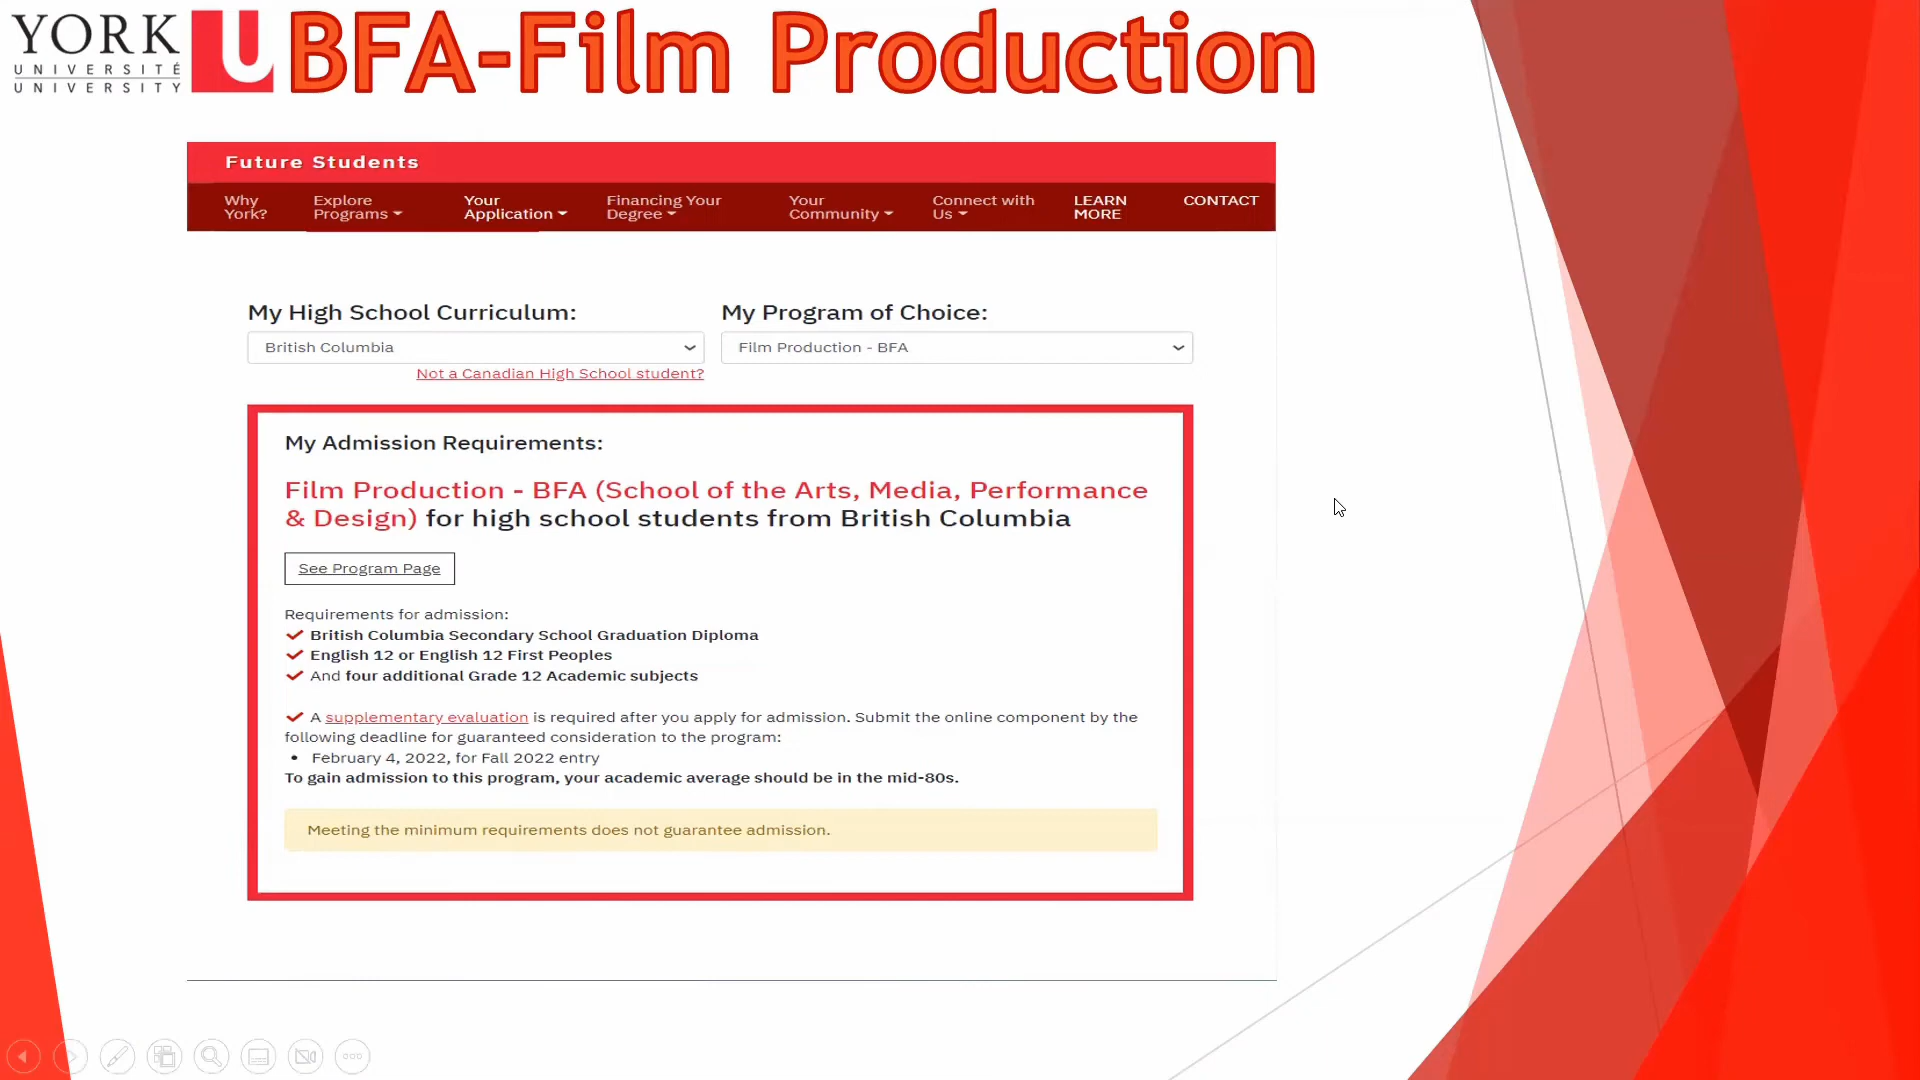 YORK
UNIVERSITÉ
UNIVERSITY
U
BFA-Film Production
Future Students
Why York?
Explore Programs
Your Application
Financing Your Degree
Your Community
Connect with Us
LEARN MORE
CONTACT
My High School Curriculum:
My Program of Choice:
British Columbia
Film Production - BFA
Not a Canadian High School student?
My Admission Requirements:
Film Production - BFA (School of the Arts, Media, Performance
& Design) for high school students from British Columbia
See Program Page
Requirements for admission:
British Columbia Secondary School Graduation Diploma
English 12 or English 12 First Peoples
And four additional Grade 12 Academic subjects
A supplementary evaluation is required after you apply for admission. Submit the online component by the
following deadline for guaranteed consideration to the program:
• February 4, 2022, for Fall 2022 entry
To gain admission to this program, your academic average should be in the mid-80s.
Meeting the minimum requirements does not guarantee admission.